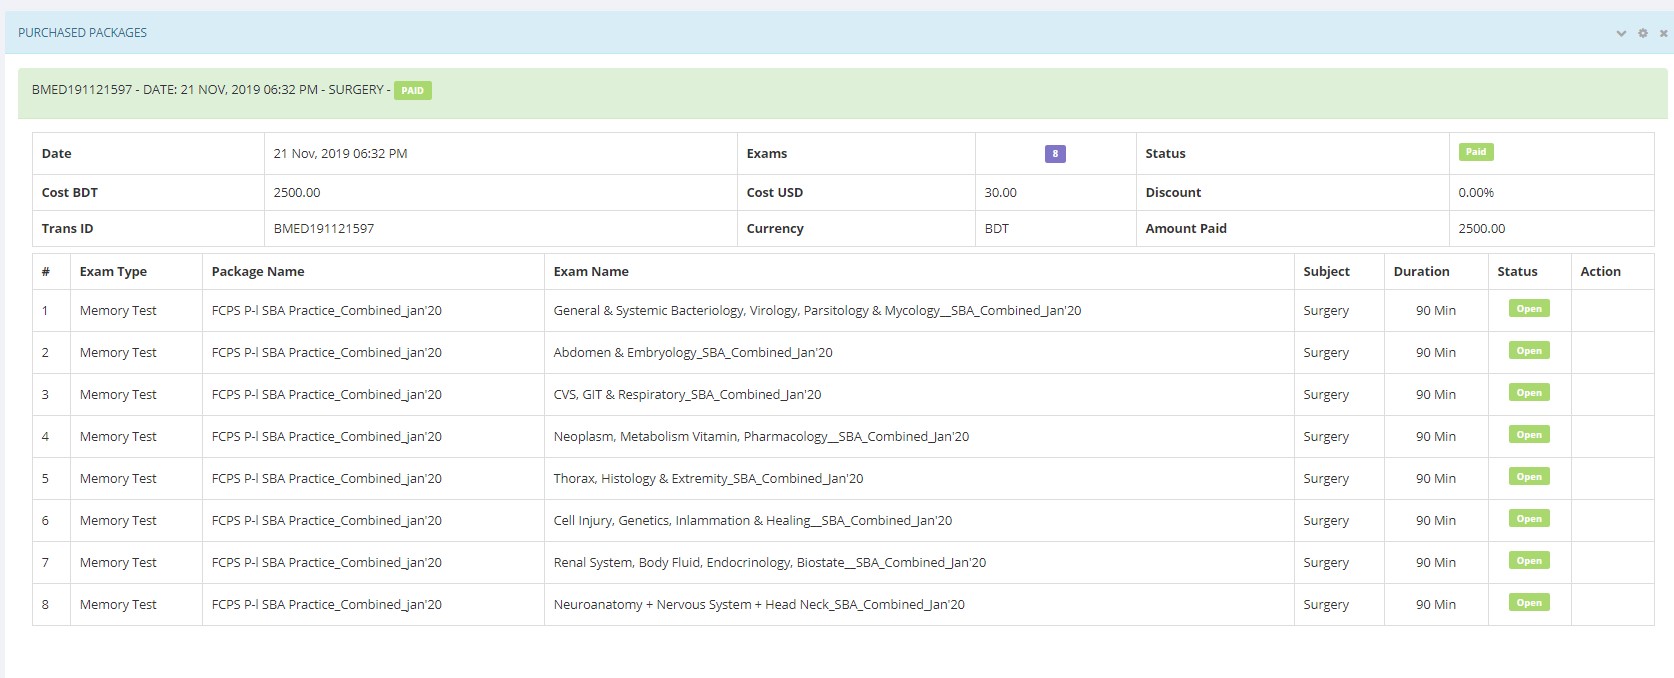 PURCHASED PACKAGES
BMED191121597 - DATE: 21 NOV, 2019 06:32 PM - SURGERY - PAID
Date 21 Nov, 2019 06:32 PM Exams 8 Status Paid
Cost BDT 2500.00 Cost USD 30.00 Discount 0.00%
Trans ID BMED191121597 Currency BDT Amount Paid 2500.00
# Exam Type Package Name Exam Name Subject Duration Status Action
1 Memory Test FCPS P-I SBA Practice_Combined_jan'20 General & Systemic Bacteriology, Virology, Parsitology & Mycology__SBA_Combined_Jan'20 Surgery 90 Min Open
2 Memory Test FCPS P-I SBA Practice_Combined_jan'20 Abdomen & Embryology_SBA_Combined_Jan'20 Surgery 90 Min Open
3 Memory Test FCPS P-I SBA Practice_Combined_jan'20 CVS, GIT & Respiratory_SBA_Combined_Jan'20 Surgery 90 Min Open
4 Memory Test FCPS P-I SBA Practice_Combined_jan'20 Neoplasm, Metabolism Vitamin, Pharmacology__SBA_Combined_Jan'20 Surgery 90 Min Open
5 Memory Test FCPS P-I SBA Practice_Combined_jan'20 Thorax, Histology & Extremity_SBA_Combined_Jan'20 Surgery 90 Min Open
6 Memory Test FCPS P-I SBA Practice_Combined_jan'20 Cell Injury, Genetics, Inlammation & Healing__SBA_Combined_Jan'20 Surgery 90 Min Open
7 Memory Test FCPS P-I SBA Practice_Combined_jan'20 Renal System, Body Fluid, Endocrinology, Biostate__SBA_Combined_Jan'20 Surgery 90 Min Open
8 Memory Test FCPS P-I SBA Practice_Combined_jan'20 Neuroanatomy + Nervous System + Head Neck_SBA_Combined_Jan'20 Surgery 90 Min Open